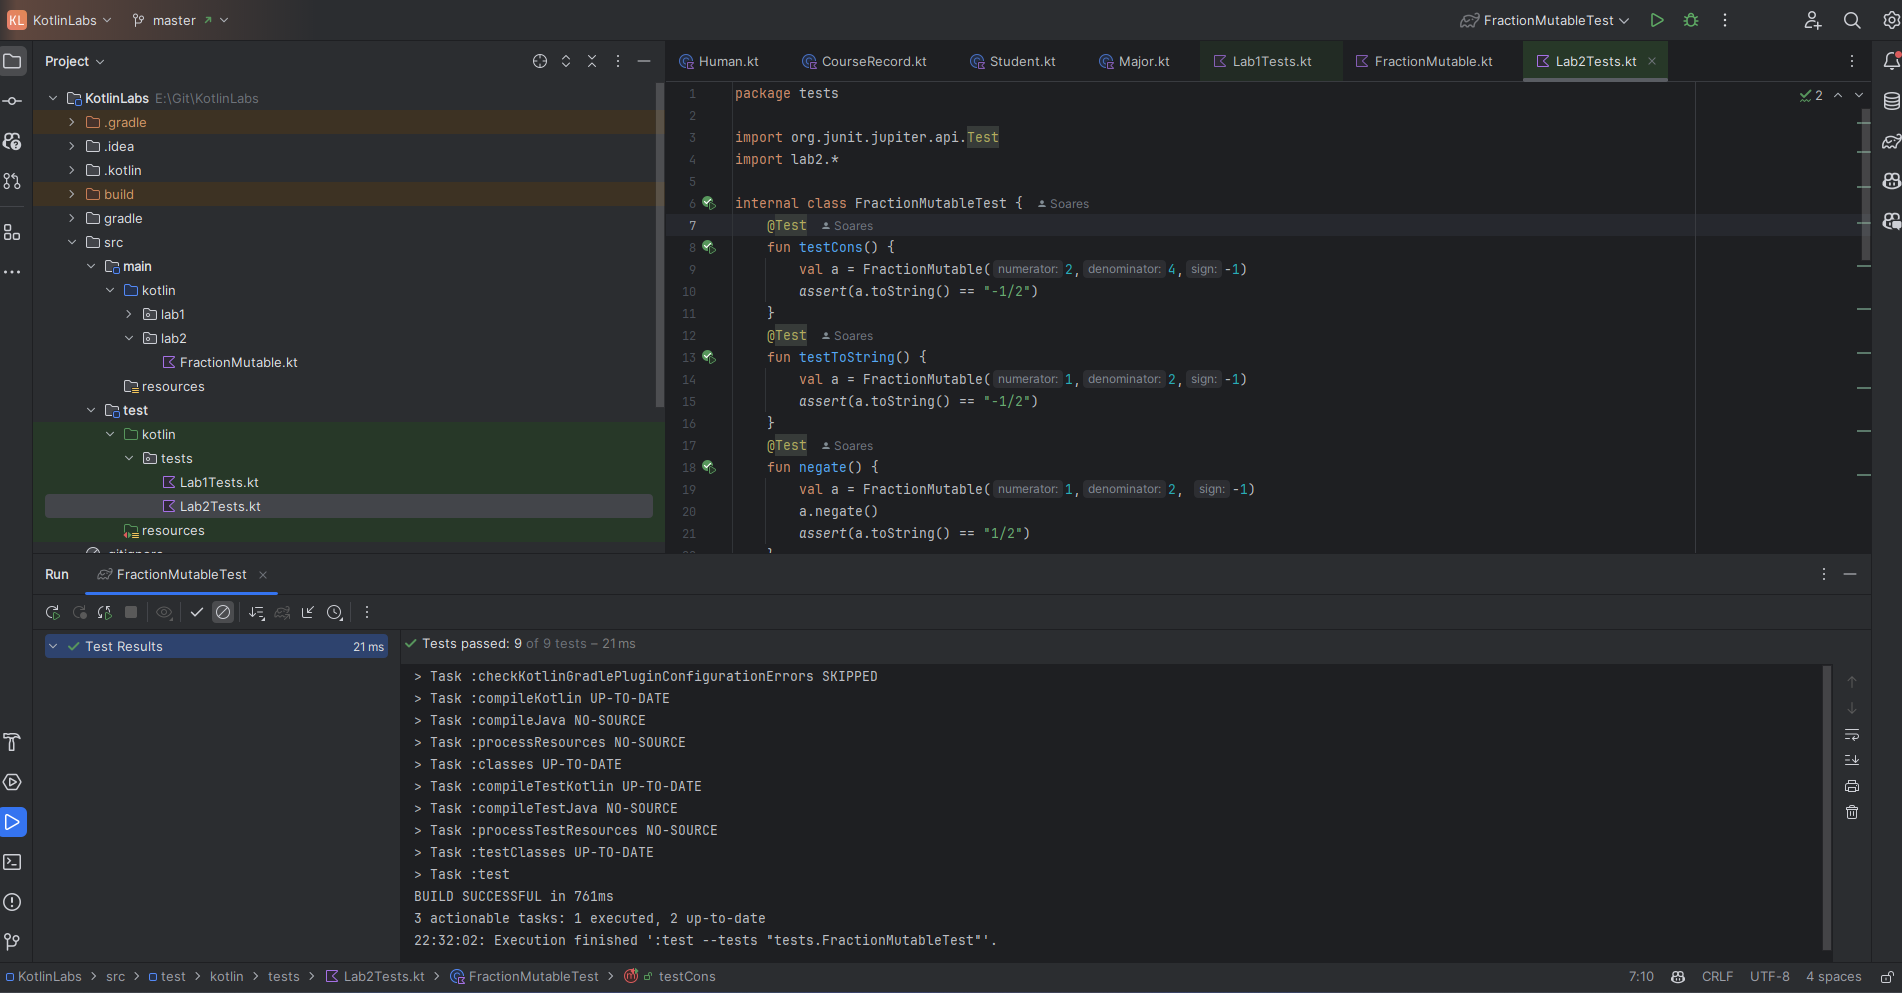 KL KotlinLabs master FractionMutableTest
Project
KotlinLabs E:\Git\KotlinLabs
.gradle
.idea
.kotlin
build
gradle
src
main
kotlin
lab1
lab2
FractionMutable.kt
resources
test
kotlin
tests
Lab1Tests.kt
Lab2Tests.kt
resources
.gitignore
Human.kt CourseRecord.kt Student.kt Major.kt Lab1Tests.kt FractionMutable.kt Lab2Tests.kt
2
1 package tests
2
3 import org.junit.jupiter.api.Test
4 import lab2.*
5
6 internal class FractionMutableTest { Soares
7 @Test Soares
8 fun testCons() {
9 val a = FractionMutable( numerator: 2, denominator: 4, sign: -1)
10 assert(a.toString() == "-1/2")
11 }
12 @Test Soares
13 fun testToString() {
14 val a = FractionMutable( numerator: 1, denominator: 2, sign: -1)
15 assert(a.toString() == "-1/2")
16 }
17 @Test Soares
18 fun negate() {
19 val a = FractionMutable( numerator: 1, denominator: 2, sign: -1)
20 a.negate()
21 assert(a.toString() == "1/2")
22 }
Run FractionMutableTest
Test Results 21 ms
Tests passed: 9 of 9 tests – 21 ms
> Task :checkKotlinGradlePluginConfigurationErrors SKIPPED
> Task :compileKotlin UP-TO-DATE
> Task :compileJava NO-SOURCE
> Task :processResources NO-SOURCE
> Task :classes UP-TO-DATE
> Task :compileTestKotlin UP-TO-DATE
> Task :compileTestJava NO-SOURCE
> Task :processTestResources NO-SOURCE
> Task :testClasses UP-TO-DATE
> Task :test
BUILD SUCCESSFUL in 761ms
3 actionable tasks: 1 executed, 2 up-to-date
22:32:02: Execution finished ':test --tests "tests.FractionMutableTest"'.
KotlinLabs > src > test > kotlin > tests > Lab2Tests.kt > FractionMutableTest > testCons 7:10 CRLF UTF-8 4 spaces